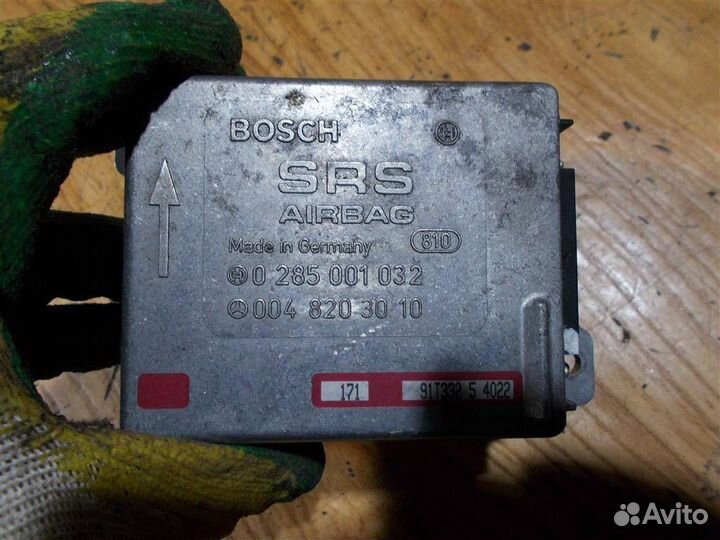 BOSCH
SRS
AIRBAG
Made in Germany 810
0 285 001 032
004 820 30 10
171 91T332 5 4022
Avito